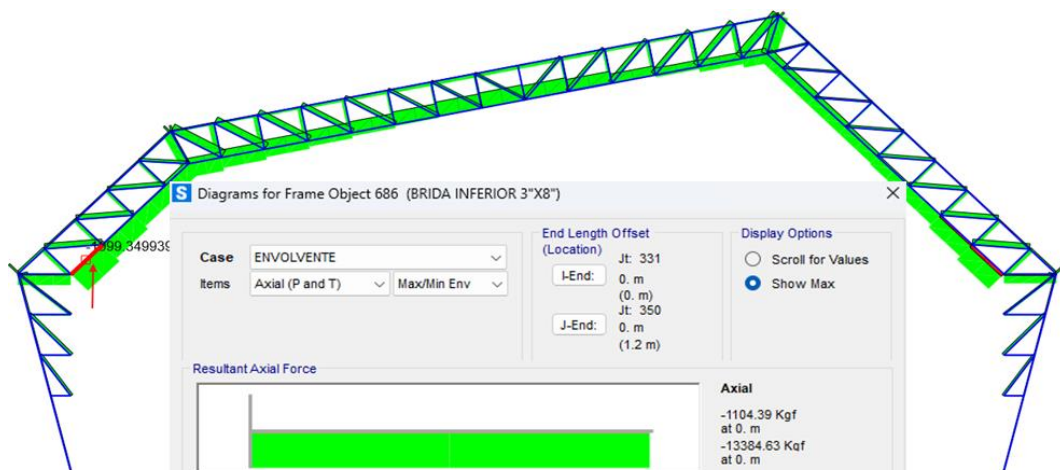 S Diagrams for Frame Object 686 (BRIDA INFERIOR 3"X8")
Case ENVOLVENTE
Items Axial (P and T) Max/Min Env
End Length Offset
(Location)
I-End:
Jt: 331
0. m
(0. m)
J-End:
Jt: 350
0. m
(1.2 m)
Display Options
Scroll for Values
Show Max
Resultant Axial Force
Axial
-1104.39 Kgf
at 0. m
-13384.63 Kgf
at 0. m